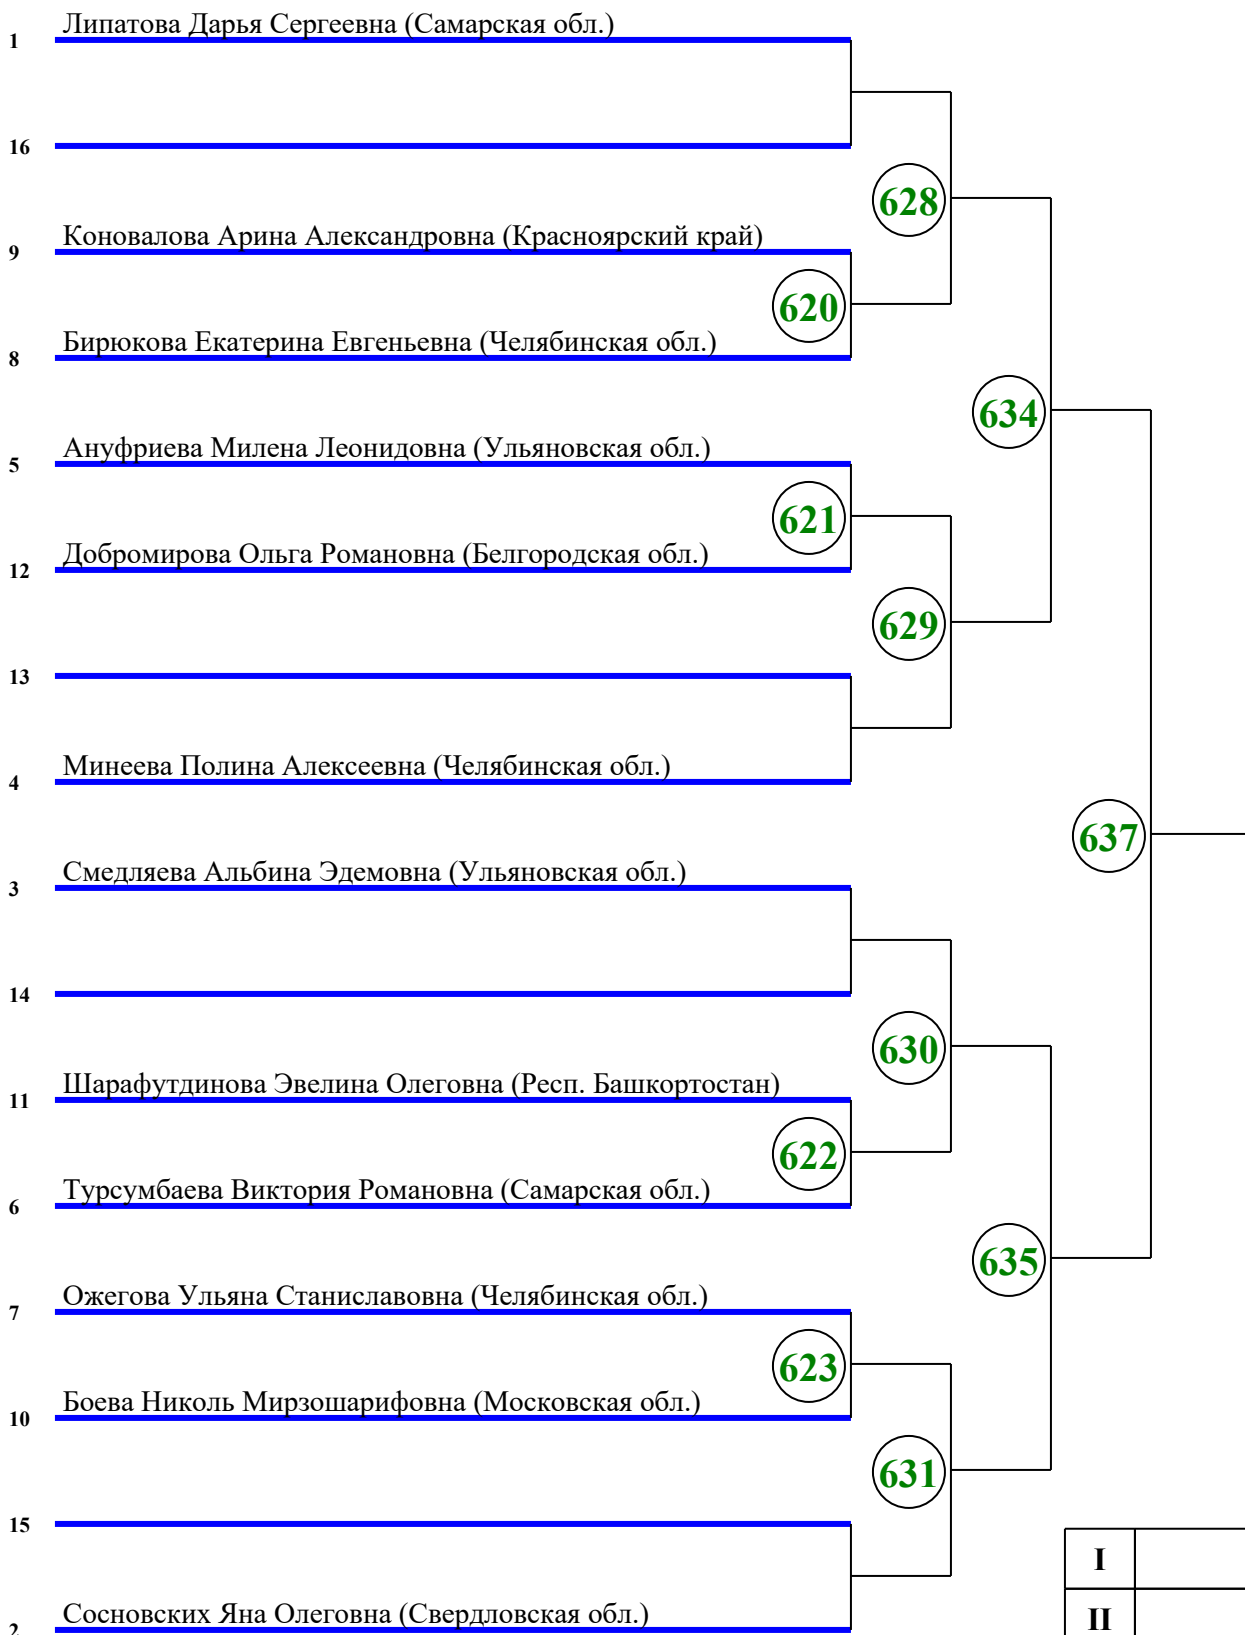 1 Липатова Дарья Сергеевна (Самарская обл.)
16
628
9 Коновалова Арина Александровна (Красноярский край)
620
8 Бирюкова Екатерина Евгеньевна (Челябинская обл.)
634
5 Ануфриева Милена Леонидовна (Ульяновская обл.)
621
12 Добромирова Ольга Романовна (Белгородская обл.)
629
13
4 Минеева Полина Алексеевна (Челябинская обл.)
637
3 Смедляева Альбина Эдемовна (Ульяновская обл.)
14
630
11 Шарафутдинова Эвелина Олеговна (Респ. Башкортостан)
622
6 Турсумбаева Виктория Романовна (Самарская обл.)
635
7 Ожегова Ульяна Станиславовна (Челябинская обл.)
623
10 Боева Николь Мирзошарифовна (Московская обл.)
631
15
I
2 Сосновских Яна Олеговна (Свердловская обл.)
II